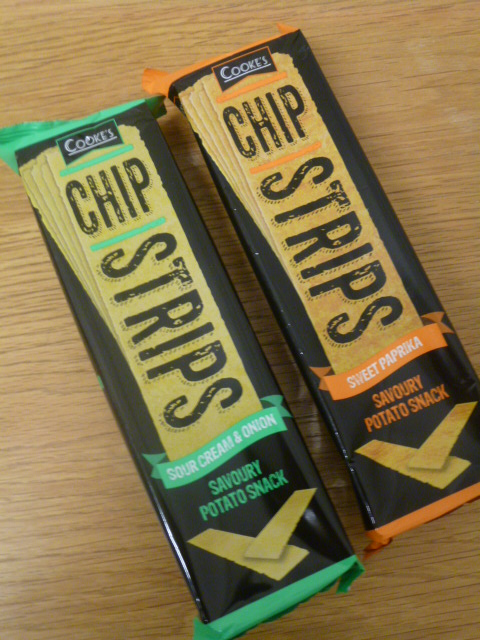 COOKE'S
CHIP
STRIPS
SOUR CREAM & ONION
SAVOURY
POTATO SNACK
COOKE'S
CHIP
STRIPS
SWEET PAPRIKA
SAVOURY
POTATO SNACK